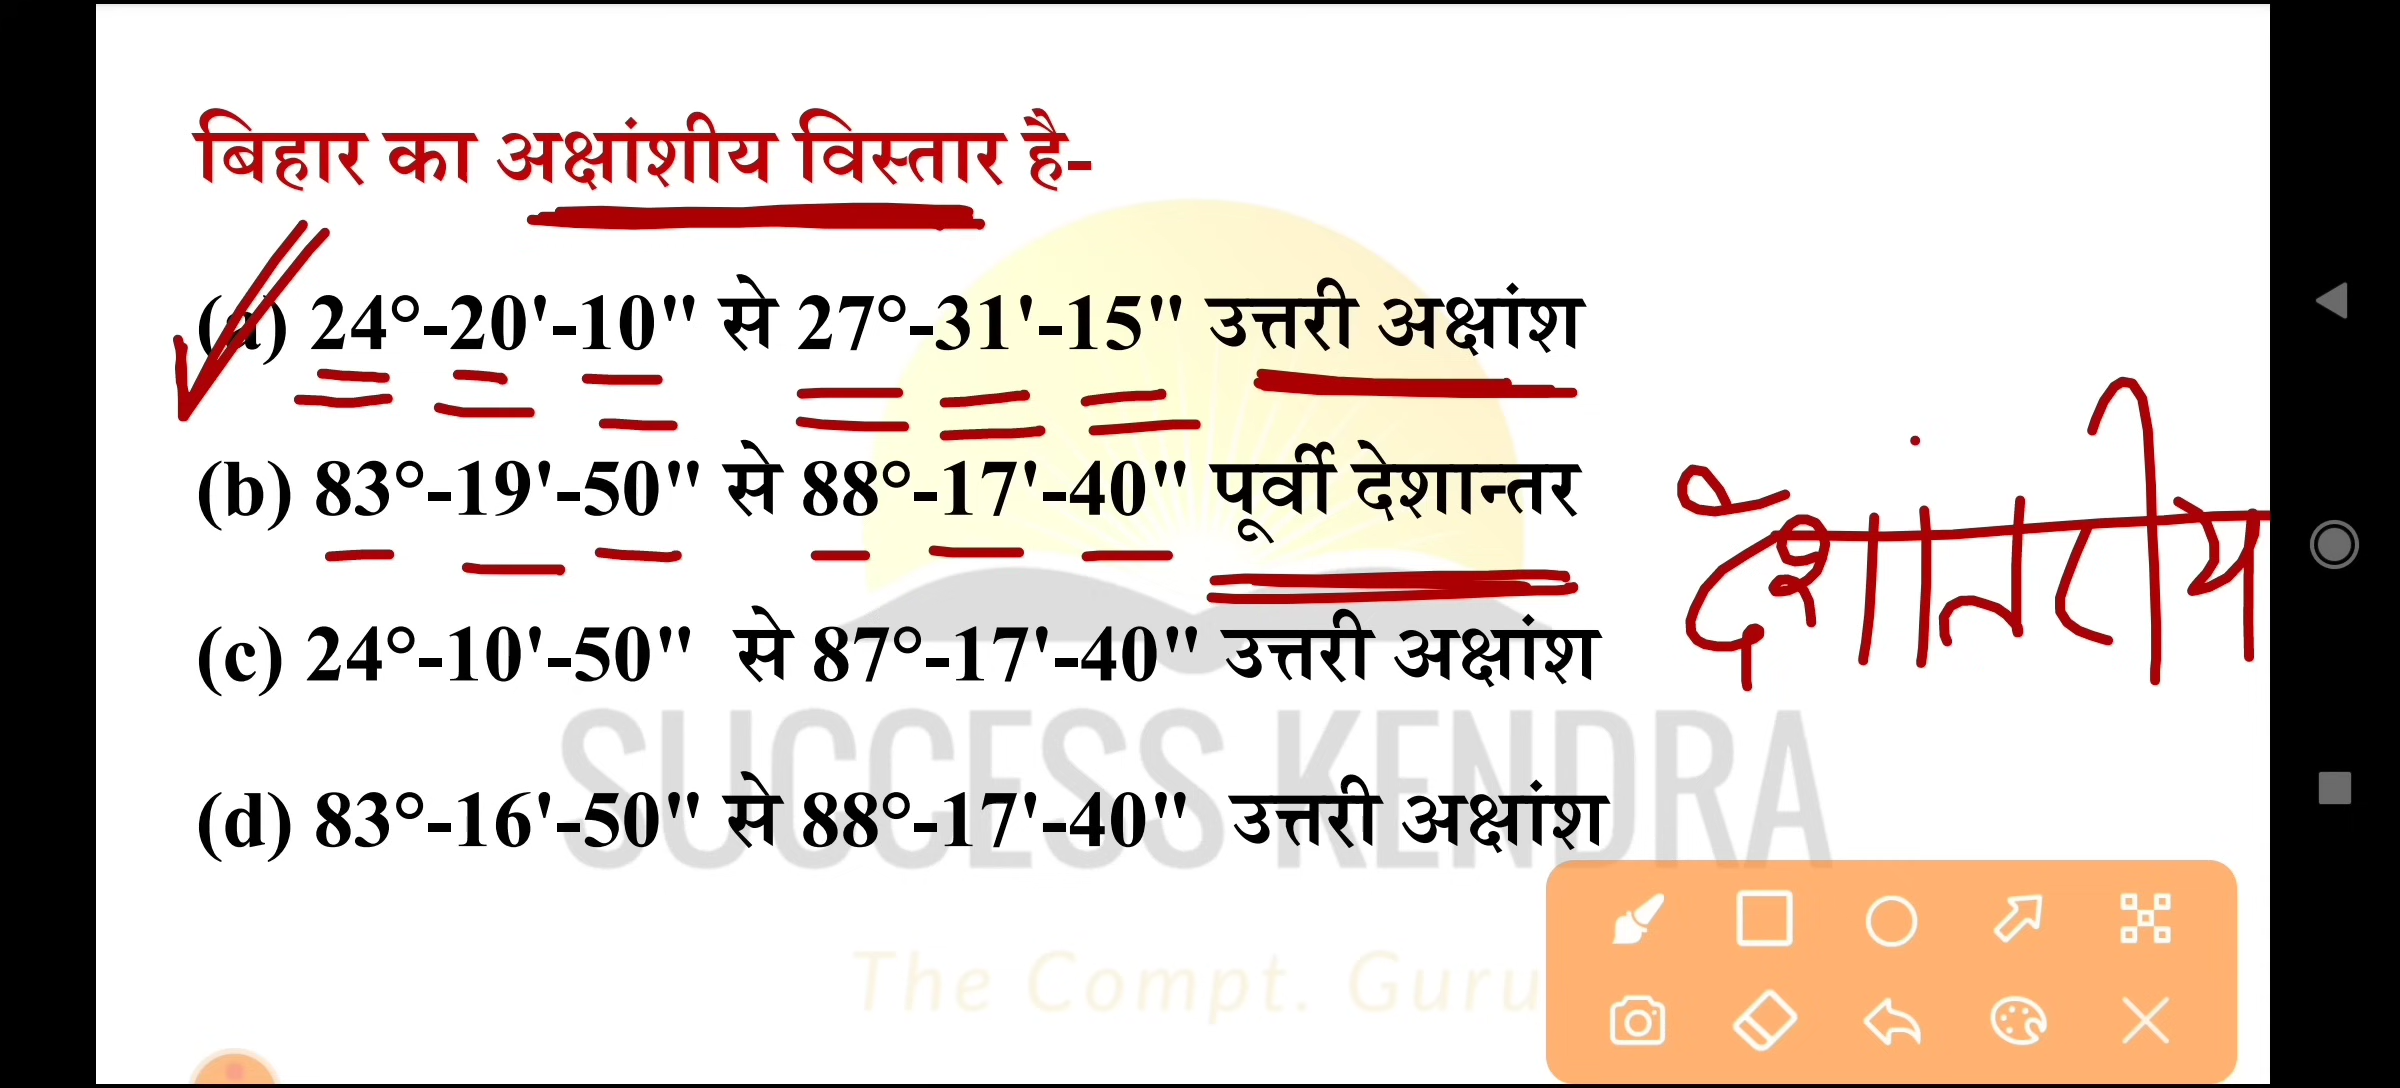 बिहार का अक्षांशीय विस्तार है-
(a) 24°-20'-10" से 27°-31'-15" उत्तरी अक्षांश
(b) 83°-19'-50" से 88°-17'-40" पूर्वी देशान्तर
देशांतरीय
(c) 24°-10'-50" से 87°-17'-40" उत्तरी अक्षांश
(d) 83°-16'-50" से 88°-17'-40" उत्तरी अक्षांश
SUCCESS KENDRA
The Compt. Guru